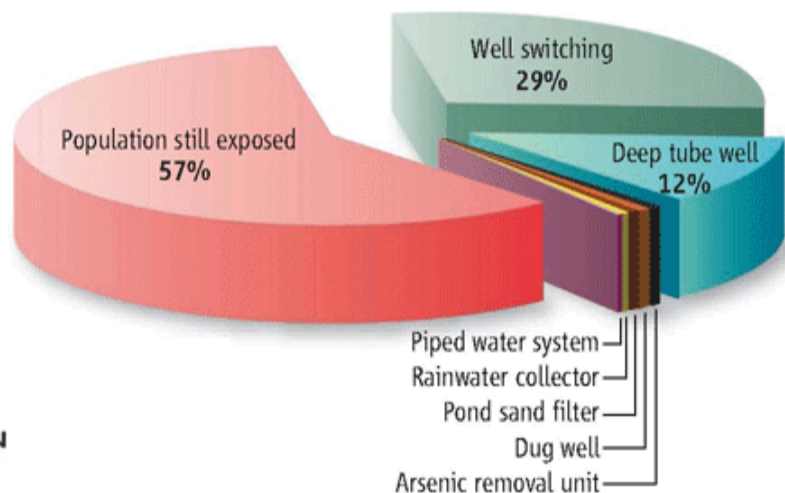 Well switching
29%
Population still exposed
57%
Deep tube well
12%
Piped water system
Rainwater collector
Pond sand filter
Dug well
Arsenic removal unit
N